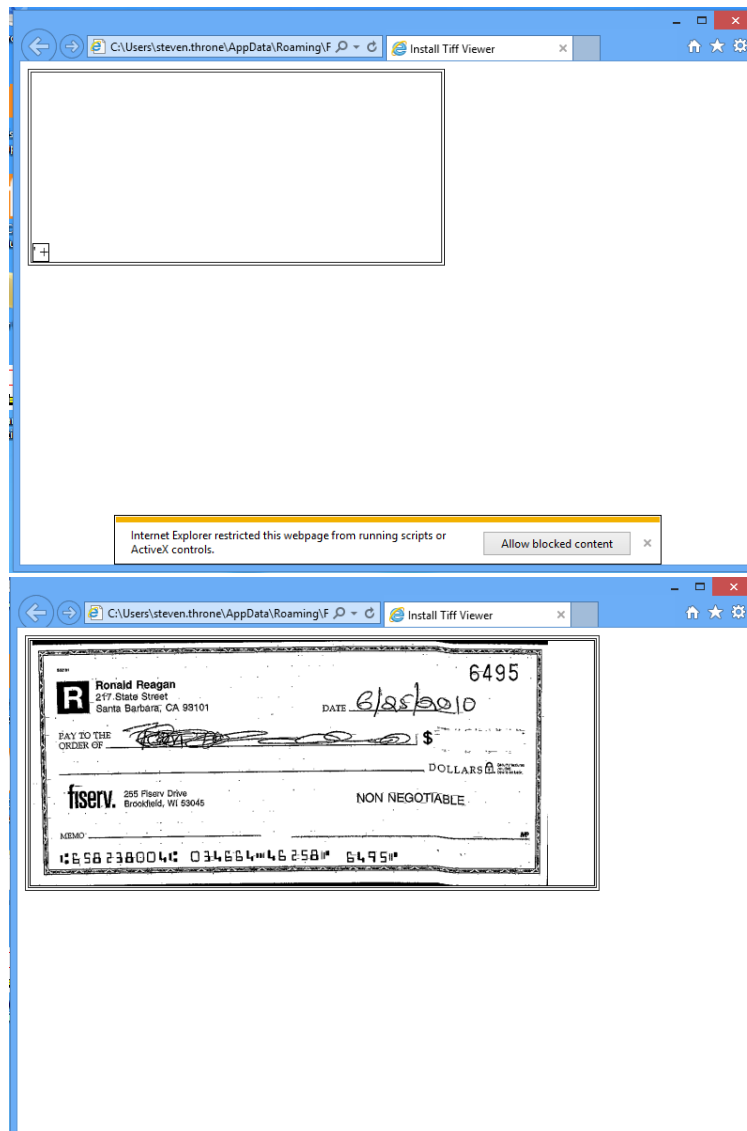 C:\Users\steven.throne\AppData\Roaming\F
Install Tiff Viewer
Internet Explorer restricted this webpage from running scripts or
ActiveX controls.
Allow blocked content
C:\Users\steven.throne\AppData\Roaming\F
Install Tiff Viewer
6495
R
Ronald Reagan
217 State Street
Santa Barbara, CA 93101
DATE 6/25/2010
PAY TO THE
ORDER OF
$
DOLLARS
fiserv.
255 Fiserv Drive
Brookfield, WI 53045
NON NEGOTIABLE
MEMO
MP
⑆658238004⑆ 034664⑉46258⑈ 6495⑈